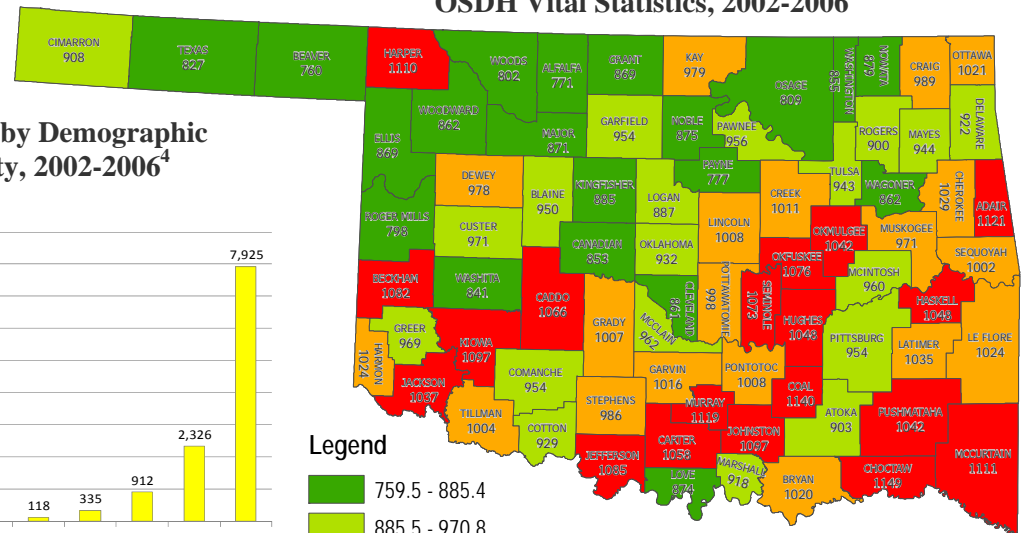 OSDH Vital Statistics, 2002-2006
by Demographic
ty, 2002-2006⁴
7,925
2,326
912
335
118
CIMARRON
908
TEXAS
827
BEAVER
760
HARPER
1110
WOODS
802
ALFALFA
771
GRANT
869
KAY
979
OSAGE
809
WASHINGTON
855
NOWATA
879
CRAIG
989
OTTAWA
1021
DELAWARE
922
ELLIS
869
WOODWARD
862
MAJOR
871
GARFIELD
954
NOBLE
875
PAWNEE
956
ROGERS
900
MAYES
944
PAYNE
777
TULSA
943
WAGONER
862
CHEROKEE
1029
ADAIR
1121
ROGER MILLS
798
DEWEY
978
BLAINE
950
KINGFISHER
885
LOGAN
887
LINCOLN
1008
CREEK
1011
OKMULGEE
1042
MUSKOGEE
971
SEQUOYAH
1002
CUSTER
971
CANADIAN
853
OKLAHOMA
932
OKFUSKEE
1076
MCINTOSH
960
HASKELL
1048
BECKHAM
1062
WASHITA
841
CADDO
1066
GRADY
1007
MCCLAIN
962
CLEVELAND
861
POTTAWATOMIE
998
SEMINOLE
1073
HUGHES
1048
PITTSBURG
954
LATIMER
1035
LE FLORE
1024
GREER
969
HARMON
1024
KIOWA
1097
JACKSON
1037
COMANCHE
954
TILLMAN
1004
COTTON
929
STEPHENS
986
GARVIN
1016
PONTOTOC
1008
COAL
1140
MURRAY
1119
CARTER
1058
JOHNSTON
1097
ATOKA
903
PUSHMATAHA
1042
MCCURTAIN
1111
JEFFERSON
1085
LOVE
874
MARSHALL
918
BRYAN
1020
CHOCTAW
1149
Legend
759.5 - 885.4
885.5 - 970.8